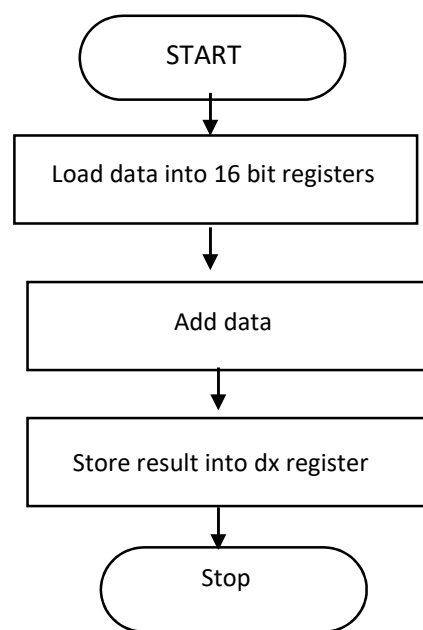 START
Load data into 16 bit registers
Add data
Store result into dx register
Stop